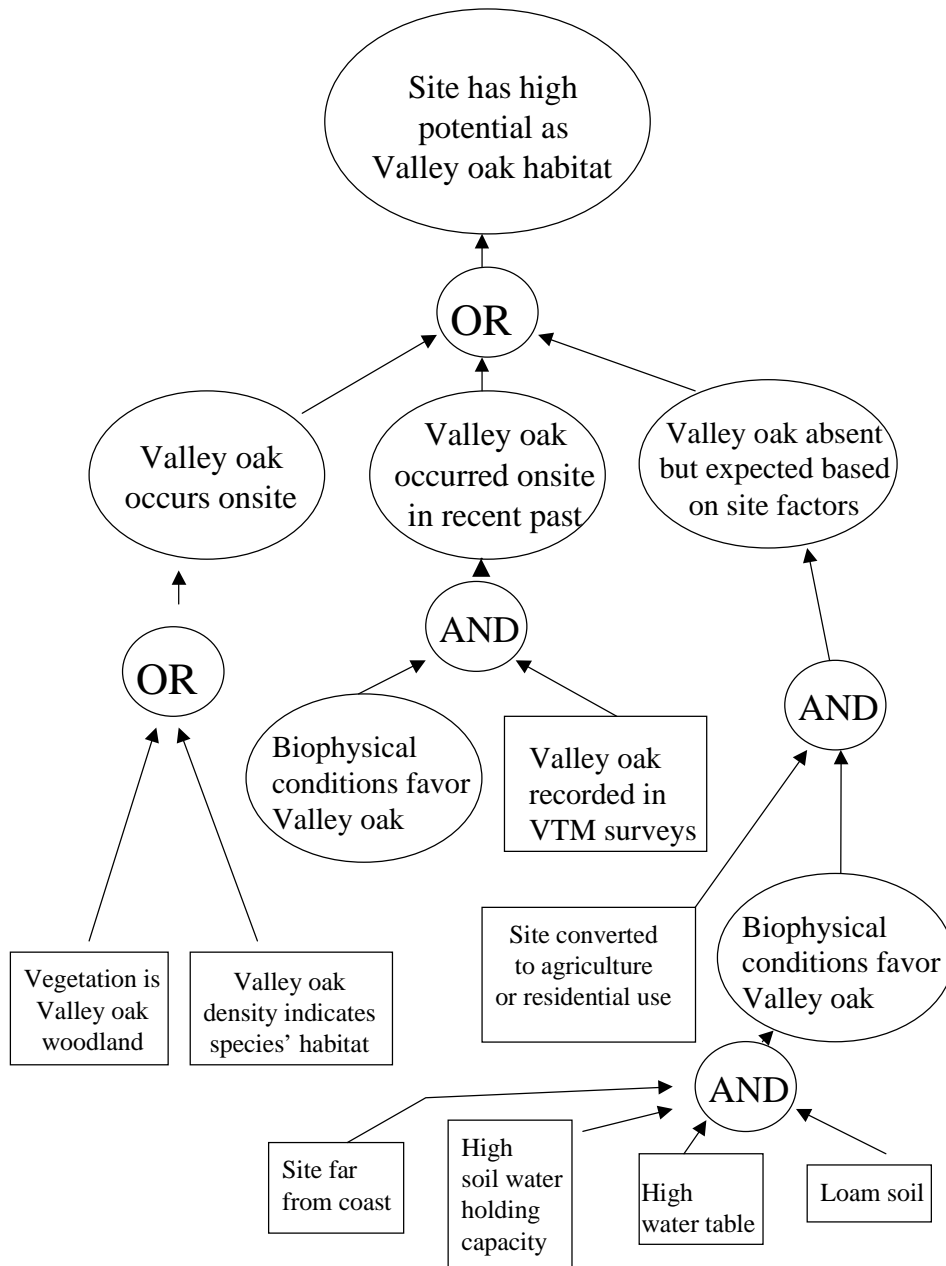 Site has high
potential as
Valley oak habitat
OR
Valley oak
occurs onsite
Valley oak
occurred onsite
in recent past
Valley oak absent
but expected based
on site factors
OR
AND
AND
Biophysical
conditions favor
Valley oak
Valley oak
recorded in
VTM surveys
Vegetation is
Valley oak
woodland
Valley oak
density indicates
species’ habitat
Site converted
to agriculture
or residential use
Biophysical
conditions favor
Valley oak
AND
Site far
from coast
High
soil water
holding
capacity
High
water table
Loam soil